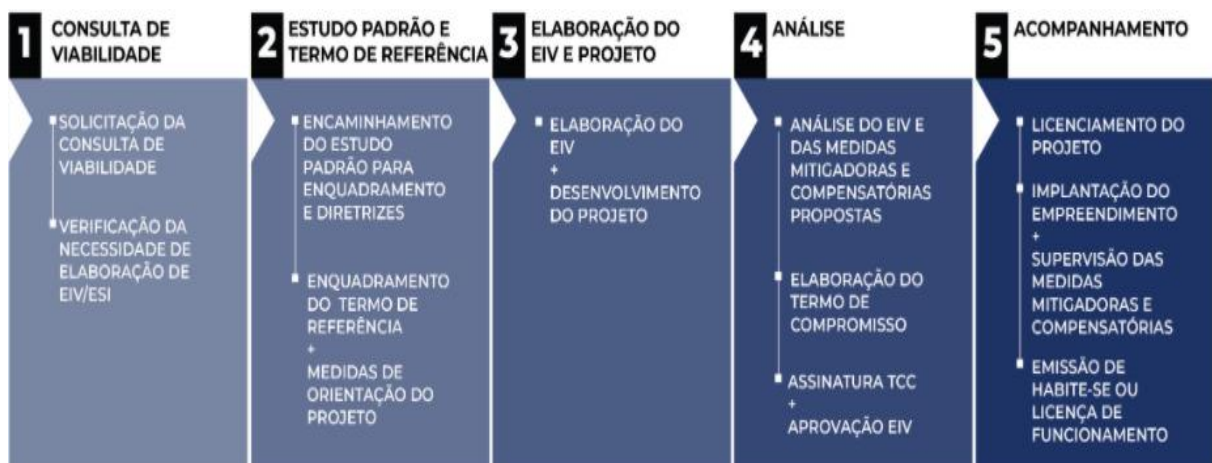 1 CONSULTA DE
VIABILIDADE
SOLICITAÇÃO DA
CONSULTA DE
VIABILIDADE
VERIFICAÇÃO DA
NECESSIDADE DE
ELABORAÇÃO DE
EIV/ESI
2 ESTUDO PADRÃO E
TERMO DE REFERÊNCIA
ENCAMINHAMENTO
DO ESTUDO
PADRÃO PARA
ENQUADRAMENTO
E DIRETRIZES
ENQUADRAMENTO
DO TERMO DE
REFERÊNCIA
+
MEDIDAS DE
ORIENTAÇÃO DO
PROJETO
3 ELABORAÇÃO DO
EIV E PROJETO
ELABORAÇÃO DO
EIV
+
DESENVOLVIMENTO
DO PROJETO
4 ANÁLISE
ANÁLISE DO EIV E
DAS MEDIDAS
MITIGADORAS E
COMPENSATÓRIAS
PROPOSTAS
ELABORAÇÃO DO
TERMO DE
COMPROMISSO
ASSINATURA TCC
+
APROVAÇÃO EIV
5 ACOMPANHAMENTO
LICENCIAMENTO DO
PROJETO
IMPLANTAÇÃO DO
EMPREENDIMENTO
+
SUPERVISÃO DAS
MEDIDAS
MITIGADORAS E
COMPENSATÓRIAS
EMISSÃO DE
HABITE-SE OU
LICENÇA DE
FUNCIONAMENTO